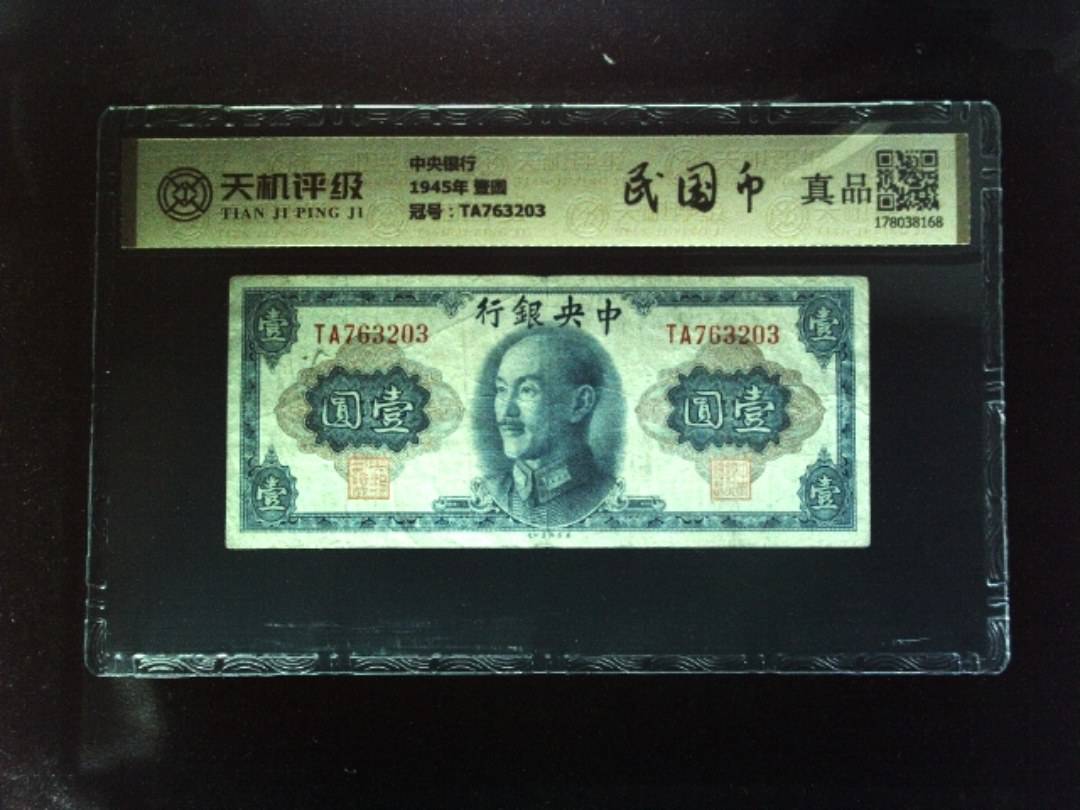 天机评级
TIAN JI PING JI
中央银行
1945年 壹圆
冠号：TA763203
民国币
真品
178038168
行銀央中
TA763203
TA763203
壹
壹
圓壹
圓壹
壹
壹